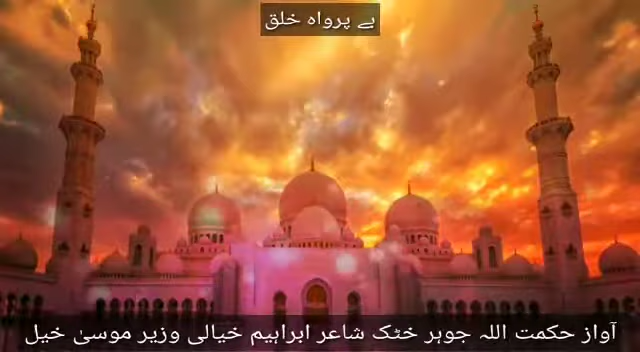 بے پرواہ خلق
آواز حکمت اللہ جوہر خٹک شاعر ابراہیم خیالی وزیر موسیٰ خیل